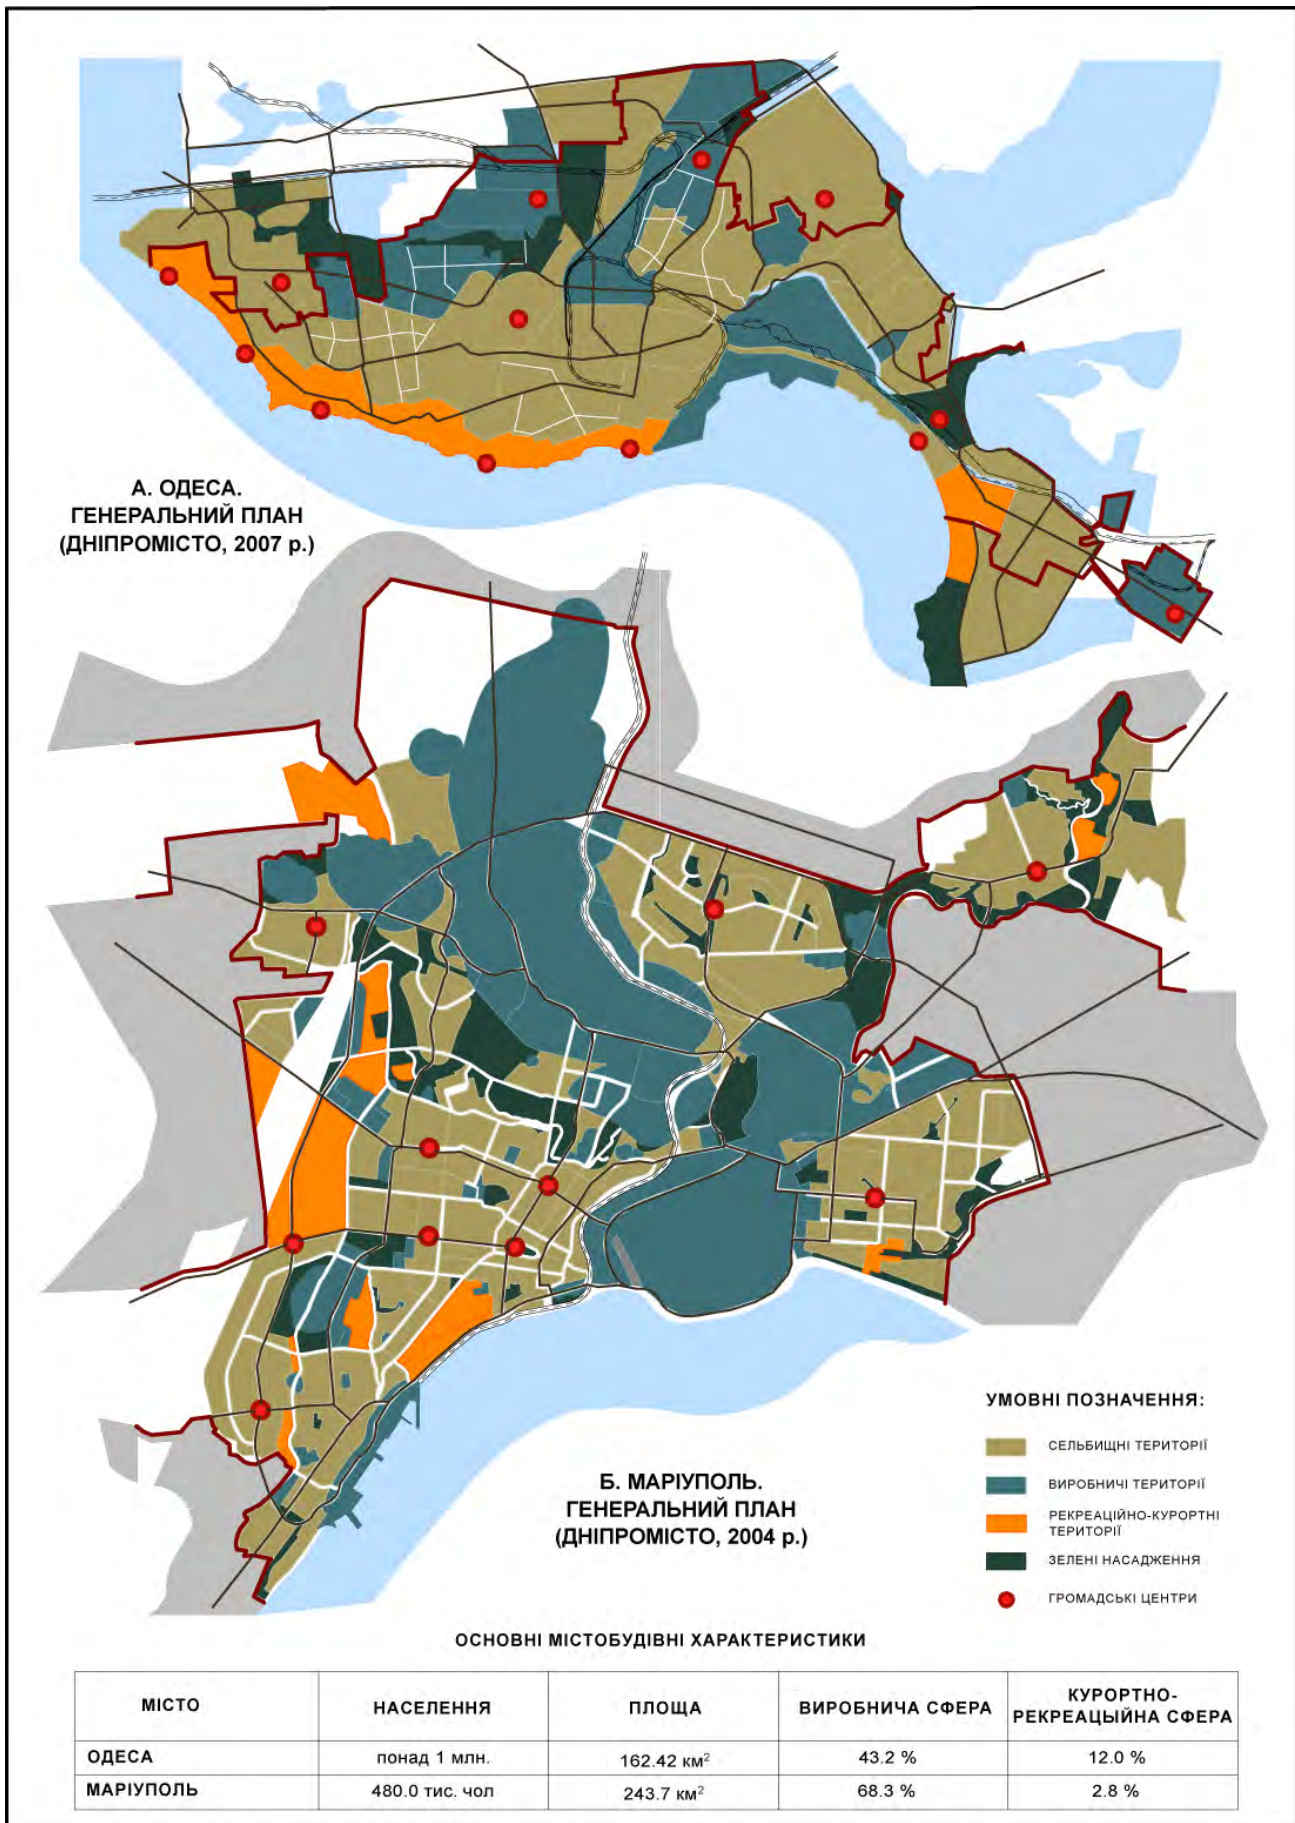 А. ОДЕСА.
ГЕНЕРАЛЬНИЙ ПЛАН
(ДНІПРОМІСТО, 2007 р.)
Б. МАРІУПОЛЬ.
ГЕНЕРАЛЬНИЙ ПЛАН
(ДНІПРОМІСТО, 2004 р.)
УМОВНІ ПОЗНАЧЕННЯ:
СЕЛЬБИЩНІ ТЕРИТОРІЇ
ВИРОБНИЧІ ТЕРИТОРІЇ
РЕКРЕАЦІЙНО-КУРОРТНІ
ТЕРИТОРІЇ
ЗЕЛЕНІ НАСАДЖЕННЯ
ГРОМАДСЬКІ ЦЕНТРИ
ОСНОВНІ МІСТОБУДІВНІ ХАРАКТЕРИСТИКИ
МІСТО НАСЕЛЕННЯ ПЛОЩА ВИРОБНИЧА СФЕРА КУРОРТНО-
РЕКРЕАЦЫЙНА СФЕРА
ОДЕСА понад 1 млн. 162.42 км² 43.2 % 12.0 %
МАРІУПОЛЬ 480.0 тис. чол 243.7 км² 68.3 % 2.8 %